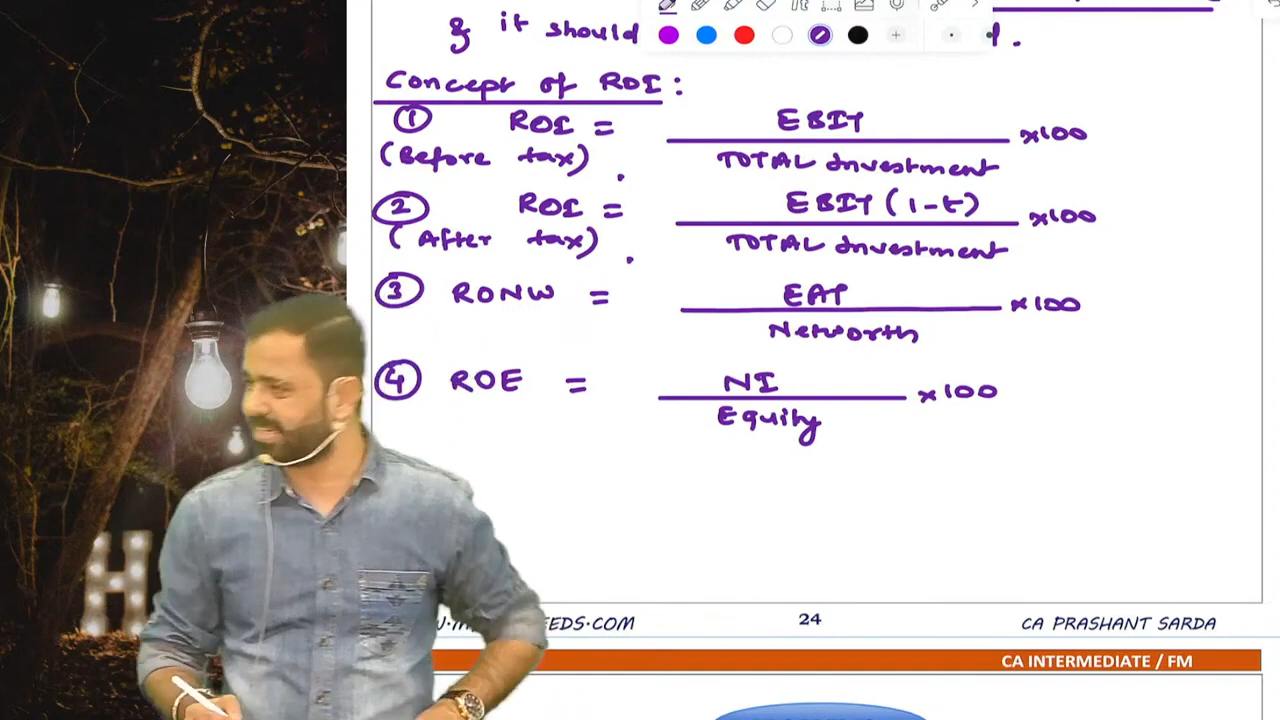 & it should
Concept of ROI:
① ROI = EBIT / TOTAL Investment ×100
(Before tax).
② ROI = EBIT (1-t) / TOTAL Investment ×100
(After tax).
③ RONW = EAT / Networth ×100
④ ROE = NI / Equity ×100
EEDS.COM 24 CA PRASHANT SARDA
CA INTERMEDIATE / FM
H